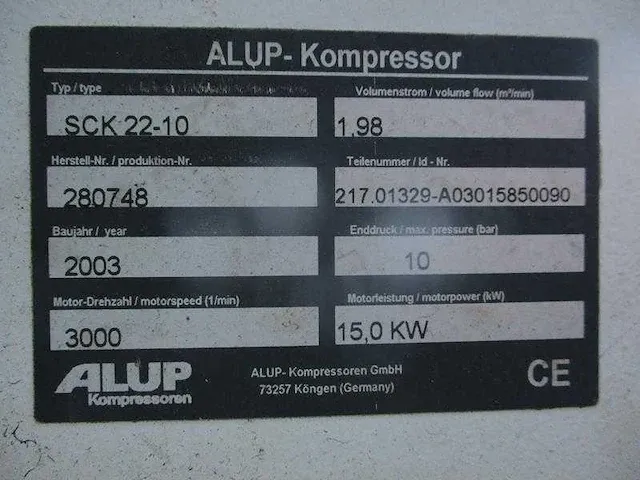 ALUP- Kompressor
Typ / type
SCK 22-10
Volumenstrom / volume flow (m³/min)
1,98
Herstell-Nr. / produktion-Nr.
280748
Teilenummer / Id - Nr.
217.01329-A03015850090
Baujahr / year
2003
Enddruck / max. pressure (bar)
10
Motor-Drehzahl / motorspeed (1/min)
3000
Motorleistung / motorpower (kW)
15,0 KW
ALUP
Kompressoren
ALUP- Kompressoren GmbH
73257 Köngen (Germany)
CE